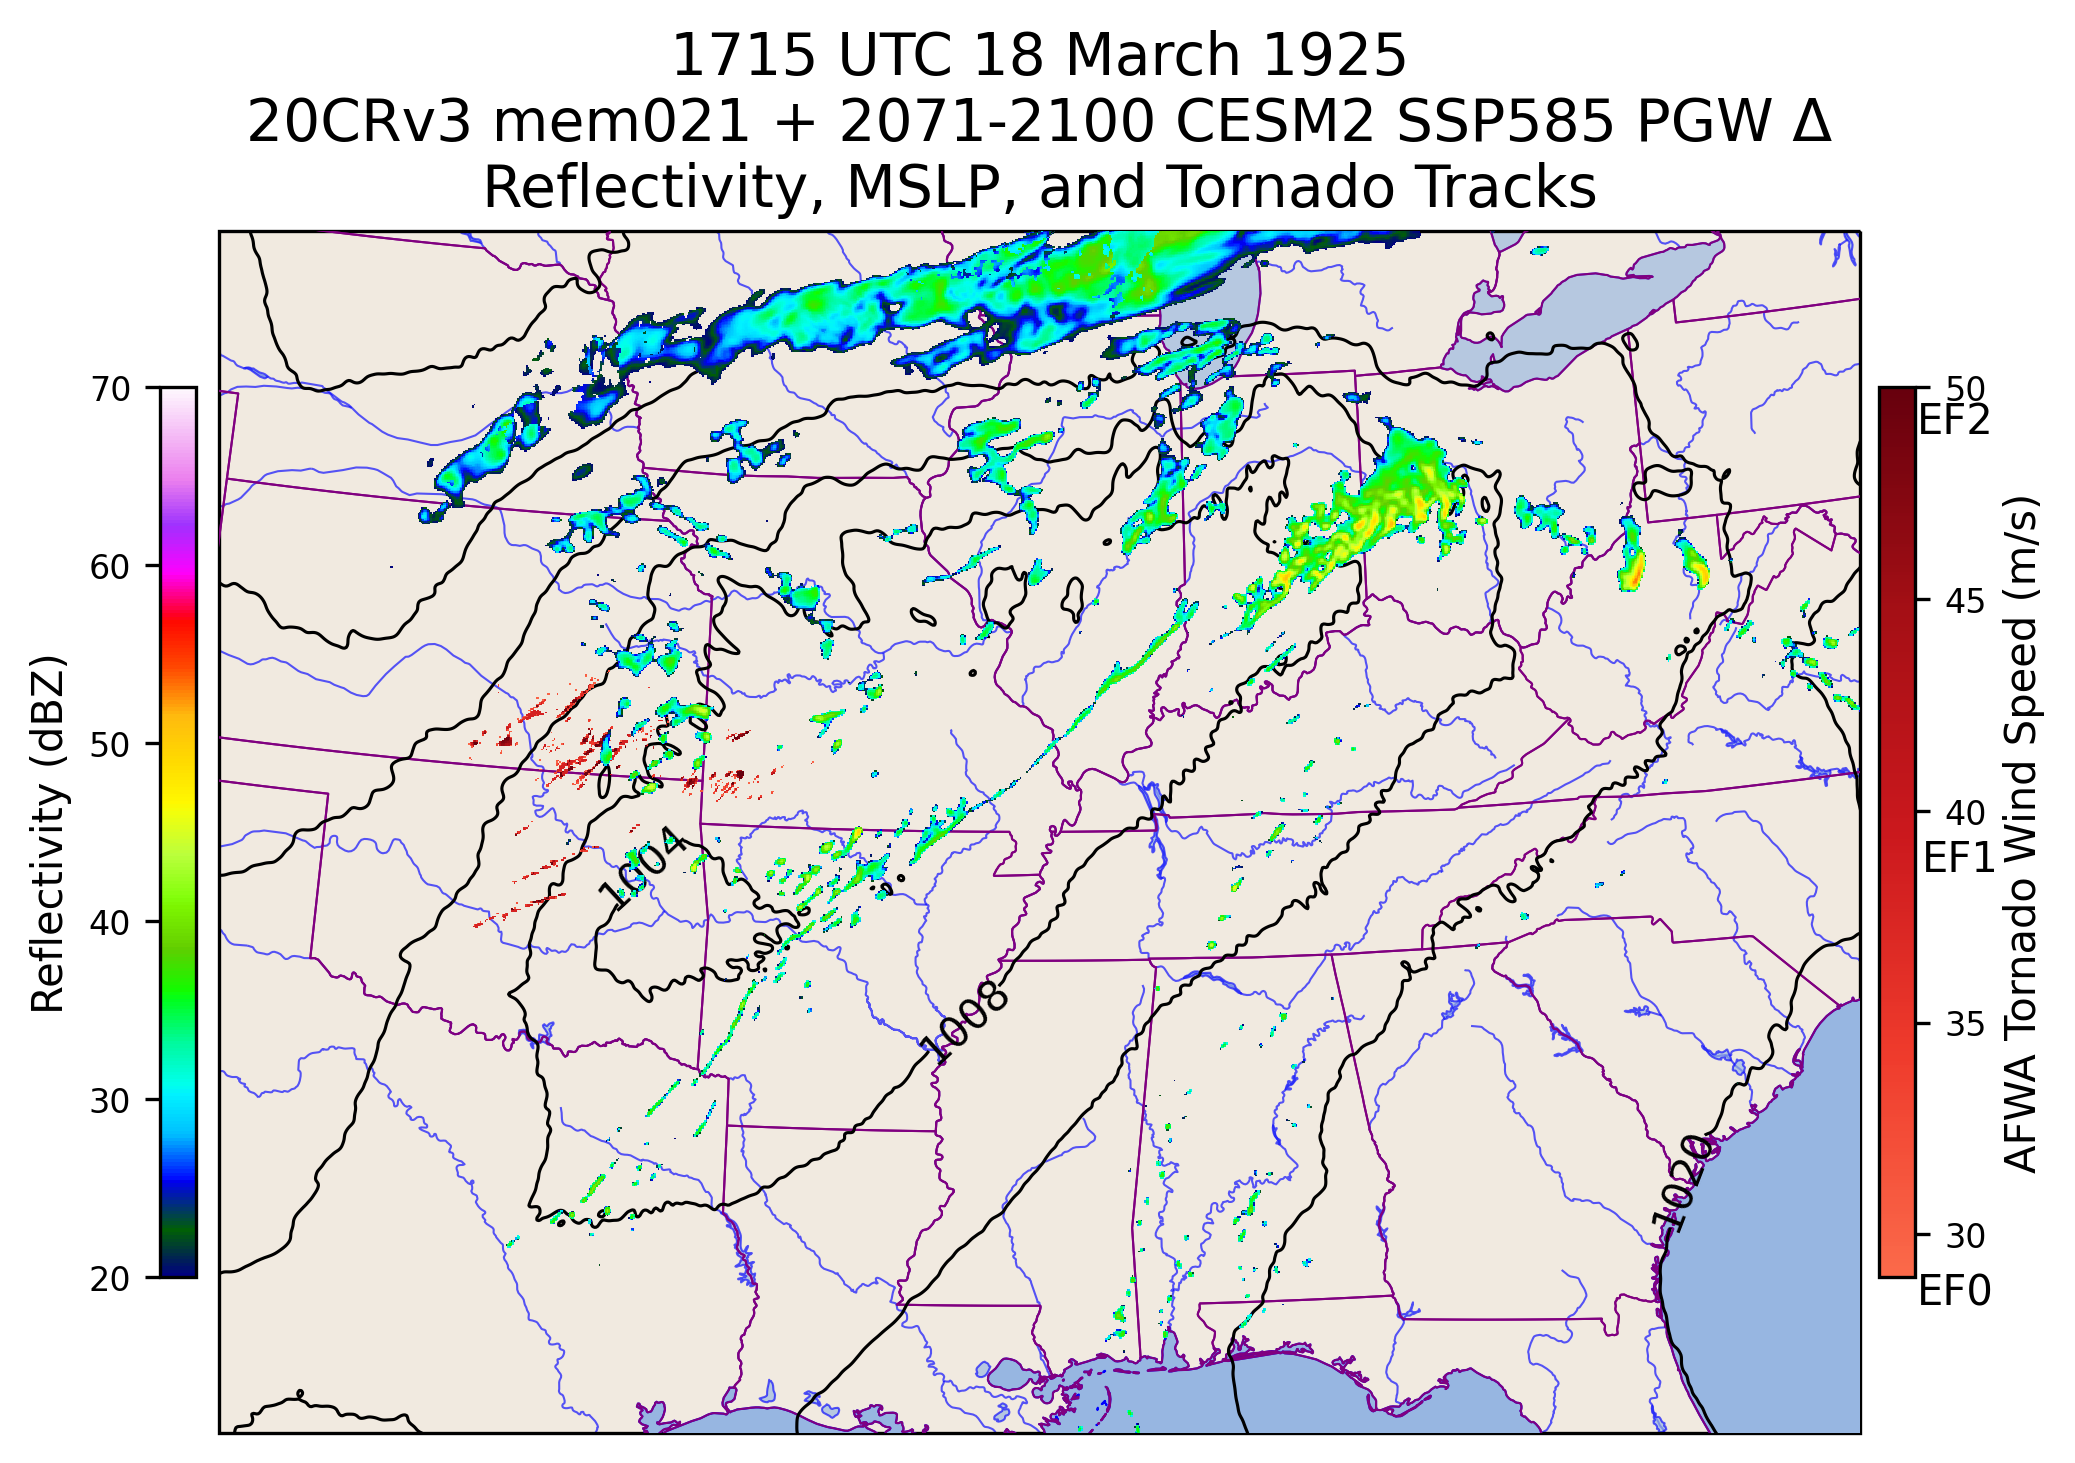 1715 UTC 18 March 1925
20CRv3 mem021 + 2071-2100 CESM2 SSP585 PGW Δ
Reflectivity, MSLP, and Tornado Tracks
70
60
50
40
30
20
Reflectivity (dBZ)
1004
1008
1020
50
EF2
45
40
EF1
35
30
EF0
AFWA Tornado Wind Speed (m/s)